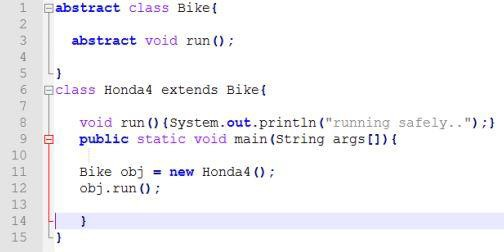 1 abstract class Bike{
2
3 abstract void run();
4
5 }
6 class Honda4 extends Bike{
7
8 void run(){System.out.println("running safely..");}
9 public static void main(String args[]){
10
11 Bike obj = new Honda4();
12 obj.run();
13
14 }
15 }